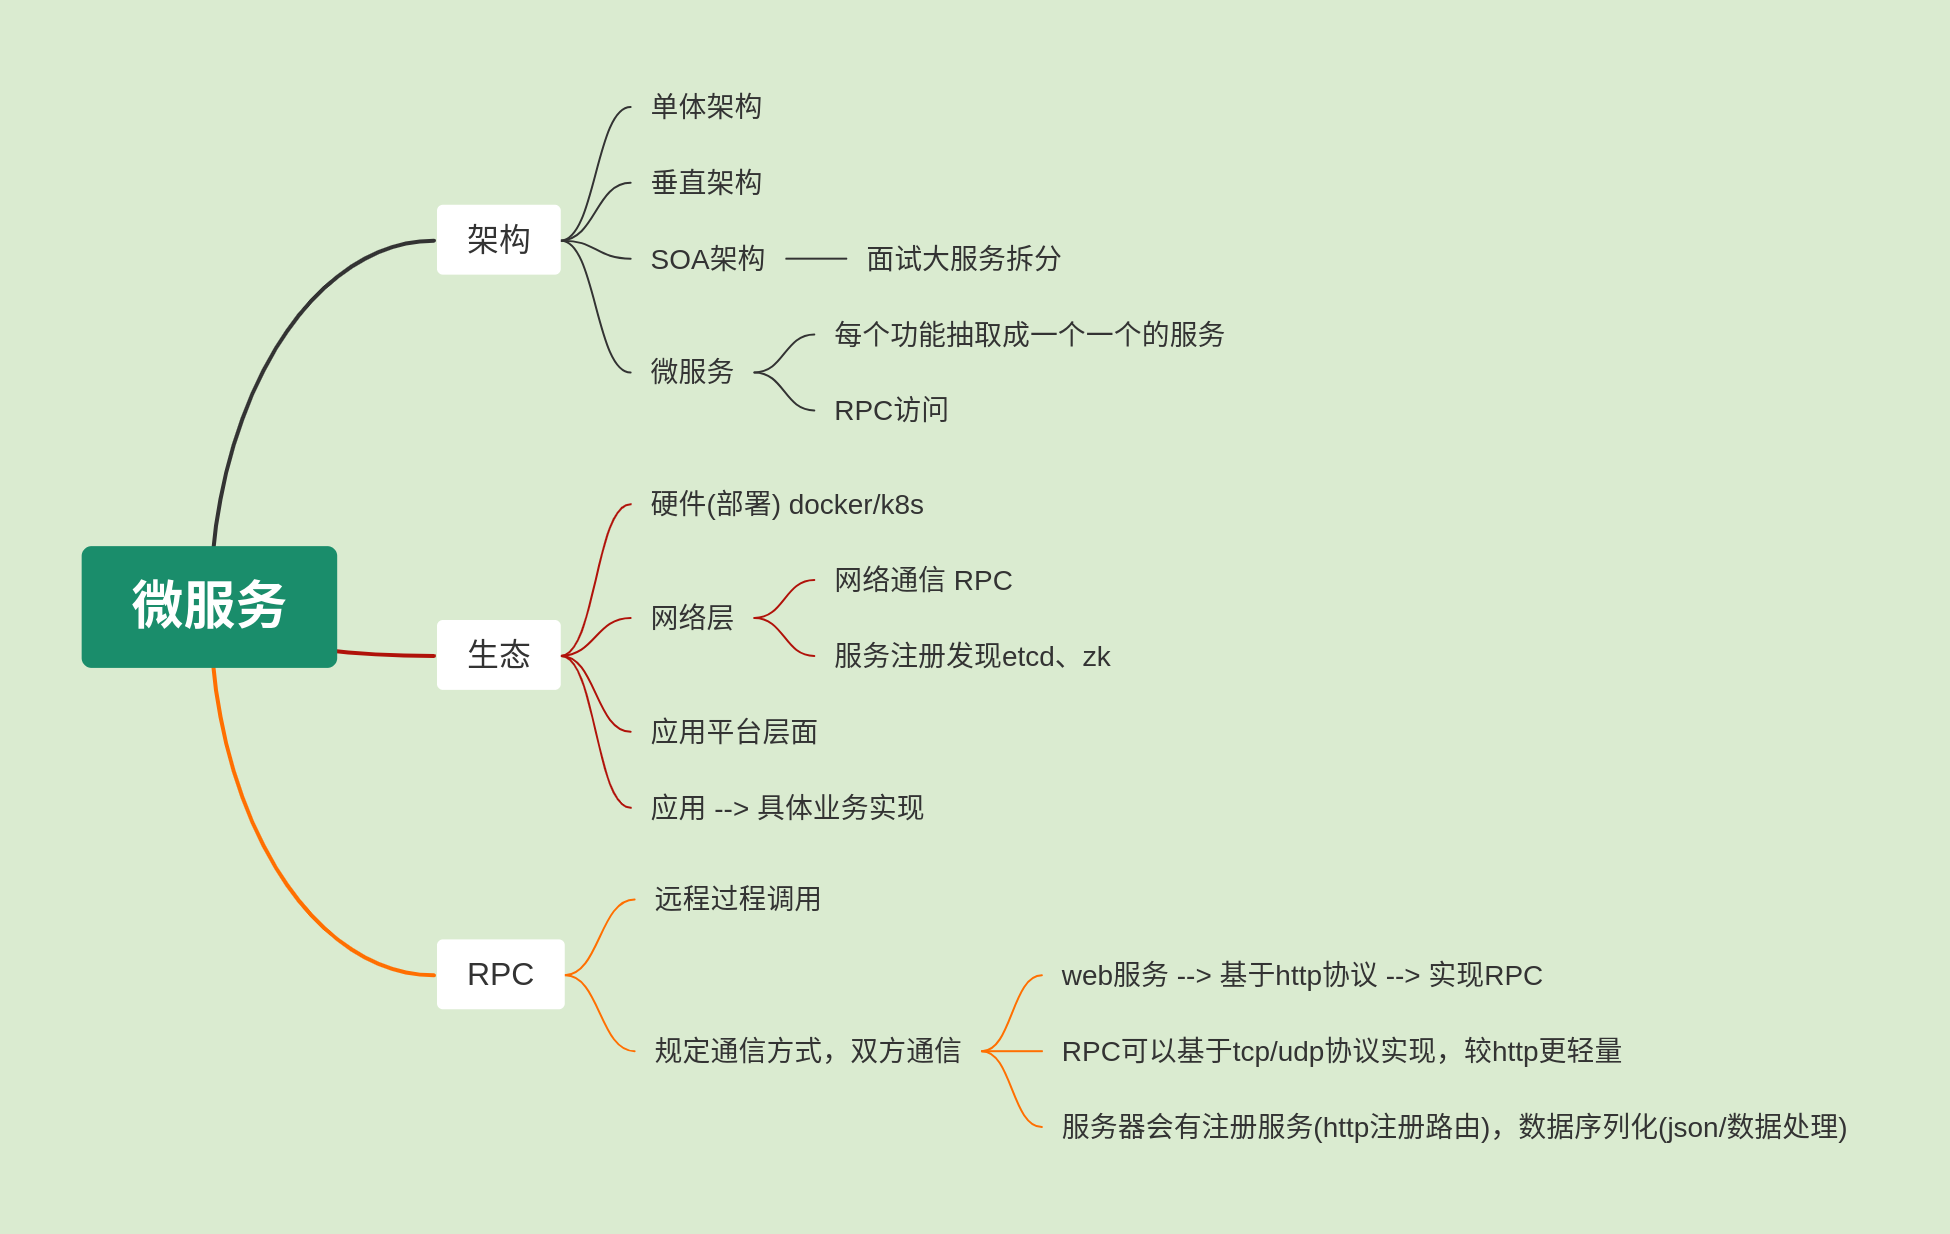 微服务
架构
单体架构
垂直架构
SOA架构
面试大服务拆分
微服务
每个功能抽取成一个一个的服务
RPC访问
生态
硬件(部署) docker/k8s
网络层
网络通信 RPC
服务注册发现etcd、zk
应用平台层面
应用 --> 具体业务实现
RPC
远程过程调用
规定通信方式，双方通信
web服务 --> 基于http协议 --> 实现RPC
RPC可以基于tcp/udp协议实现，较http更轻量
服务器会有注册服务(http注册路由)，数据序列化(json/数据处理)